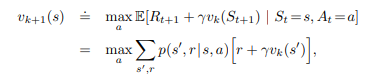 v_{k+1}(s) ≐ max_a 𝔼[R_{t+1} + γv_k(S_{t+1}) | S_t=s, A_t=a]
= max_a ∑_{s′,r} p(s′,r|s,a)[r + γv_k(s′)],